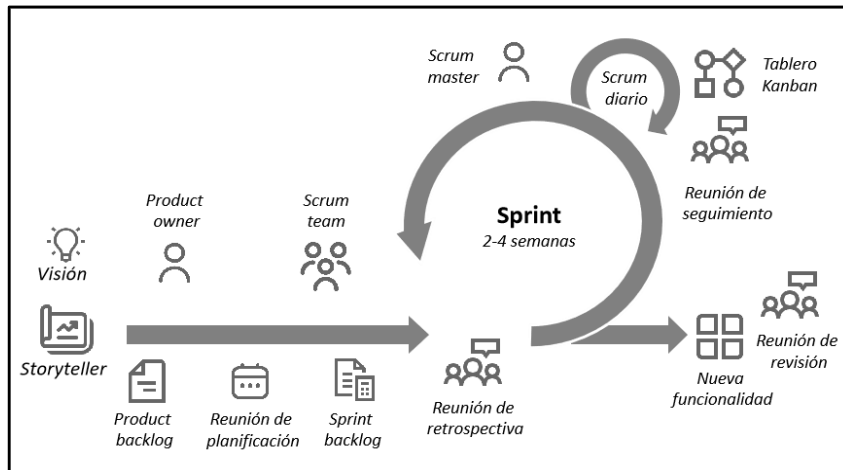 Scrum
master
Scrum
diario
Tablero
Kanban
Reunión de
seguimiento
Product
owner
Scrum
team
Sprint
2-4 semanas
Visión
Storyteller
Product
backlog
Reunión de
planificación
Sprint
backlog
Reunión de
retrospectiva
Nueva
funcionalidad
Reunión de
revisión